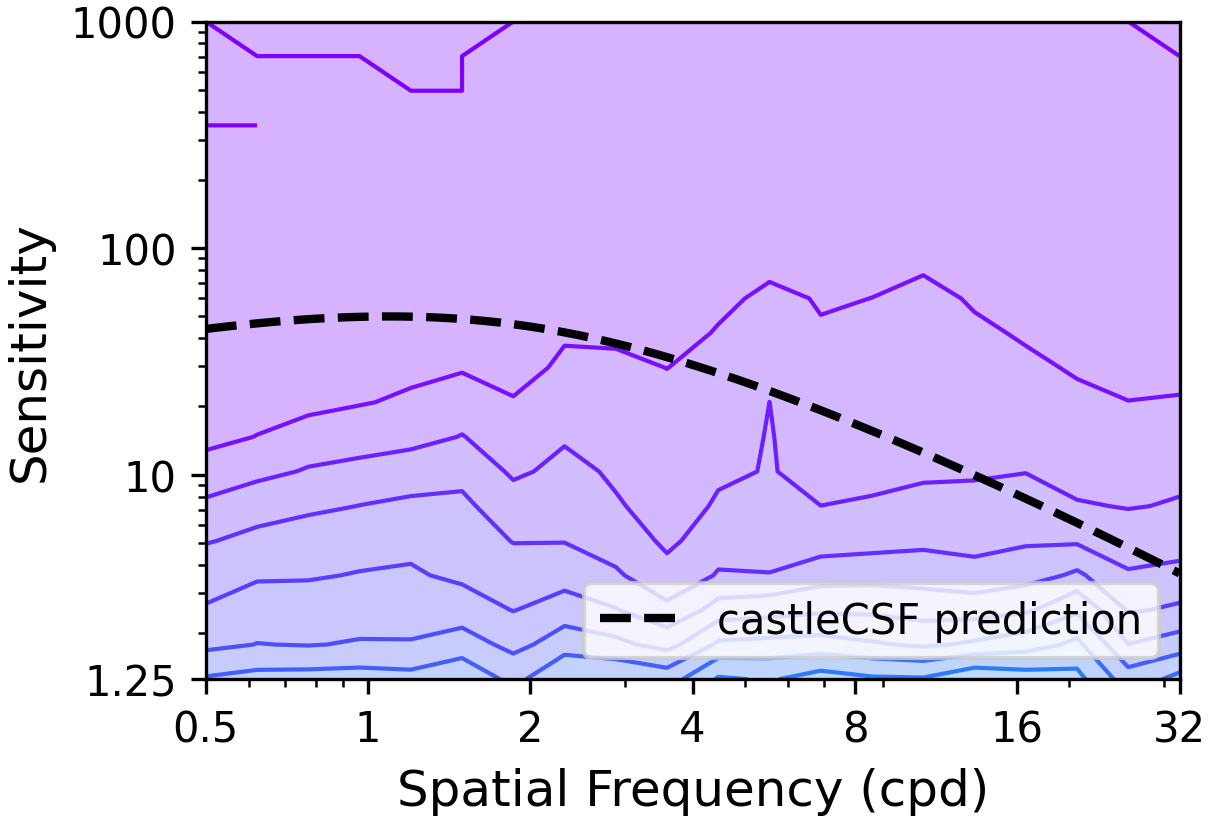 1000
100
10
1.25
Sensitivity
castleCSF prediction
0.5 1 2 4 8 16 32
Spatial Frequency (cpd)